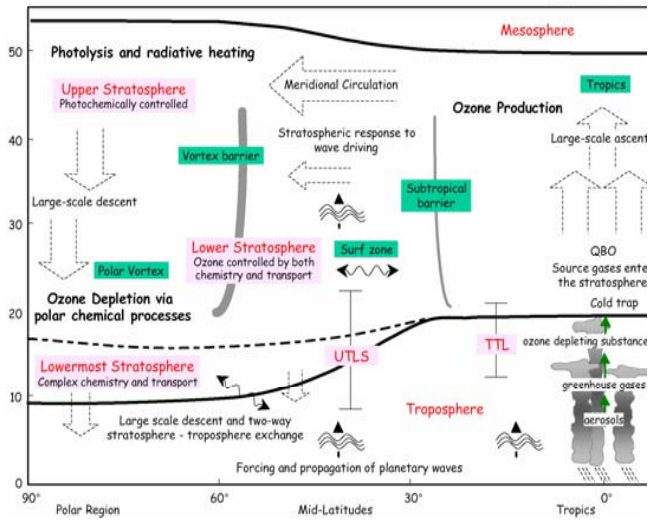 Mesosphere
50
Photolysis and radiative heating
Upper Stratosphere
Photochemically controlled
Meridional Circulation
Ozone Production
Tropics
Large-scale ascent
40
Stratospheric response to
wave driving
Vortex barrier
Large-scale descent
Subtropical
barrier
30
Lower Stratosphere
Ozone controlled by both
chemistry and transport
Surf zone
QBO
Source gases ente
the stratosphere
Polar Vortex
Ozone Depletion via
polar chemical processes
Cold trap
20
ozone depleting substance
UTLS
TTL
Lowermost Stratosphere
Complex chemistry and transport
greenhouse gases
10
Troposphere
aerosols
Large scale descent and two-way
stratosphere - troposphere exchange
Forcing and propagation of planetary waves
0
90° 60° 30° 0°
Polar Region Mid-Latitudes Tropics